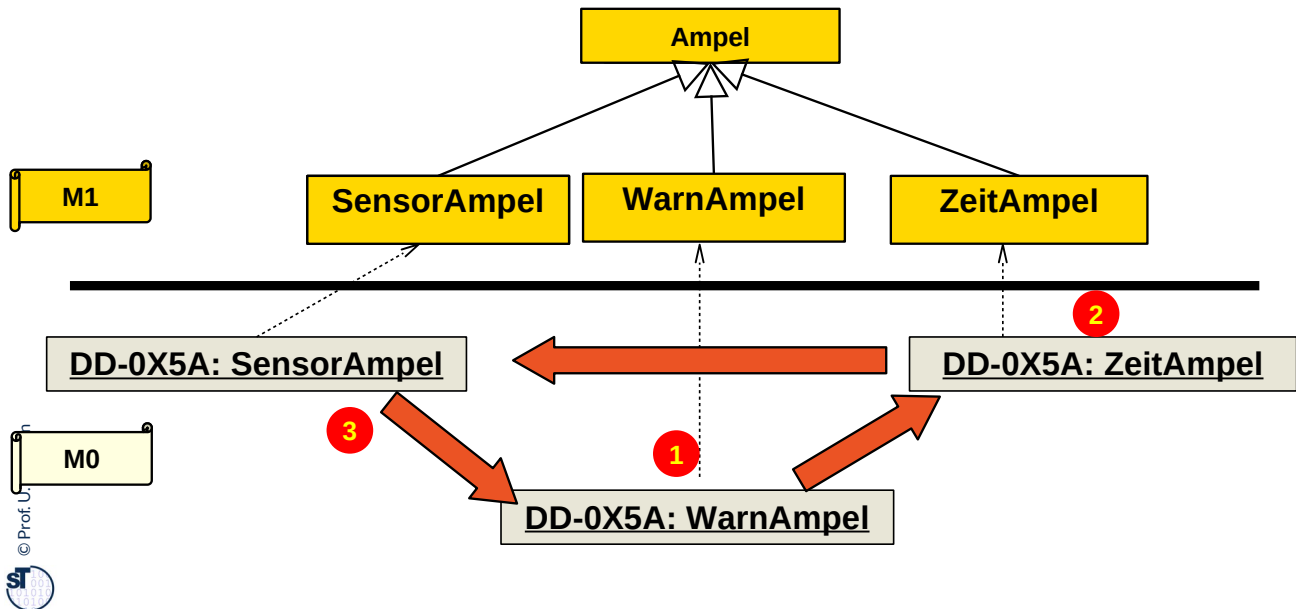 Ampel
M1
SensorAmpel
WarnAmpel
ZeitAmpel
2
DD-0X5A: SensorAmpel
DD-0X5A: ZeitAmpel
3
1
M0
DD-0X5A: WarnAmpel
© Prof. U.
ST